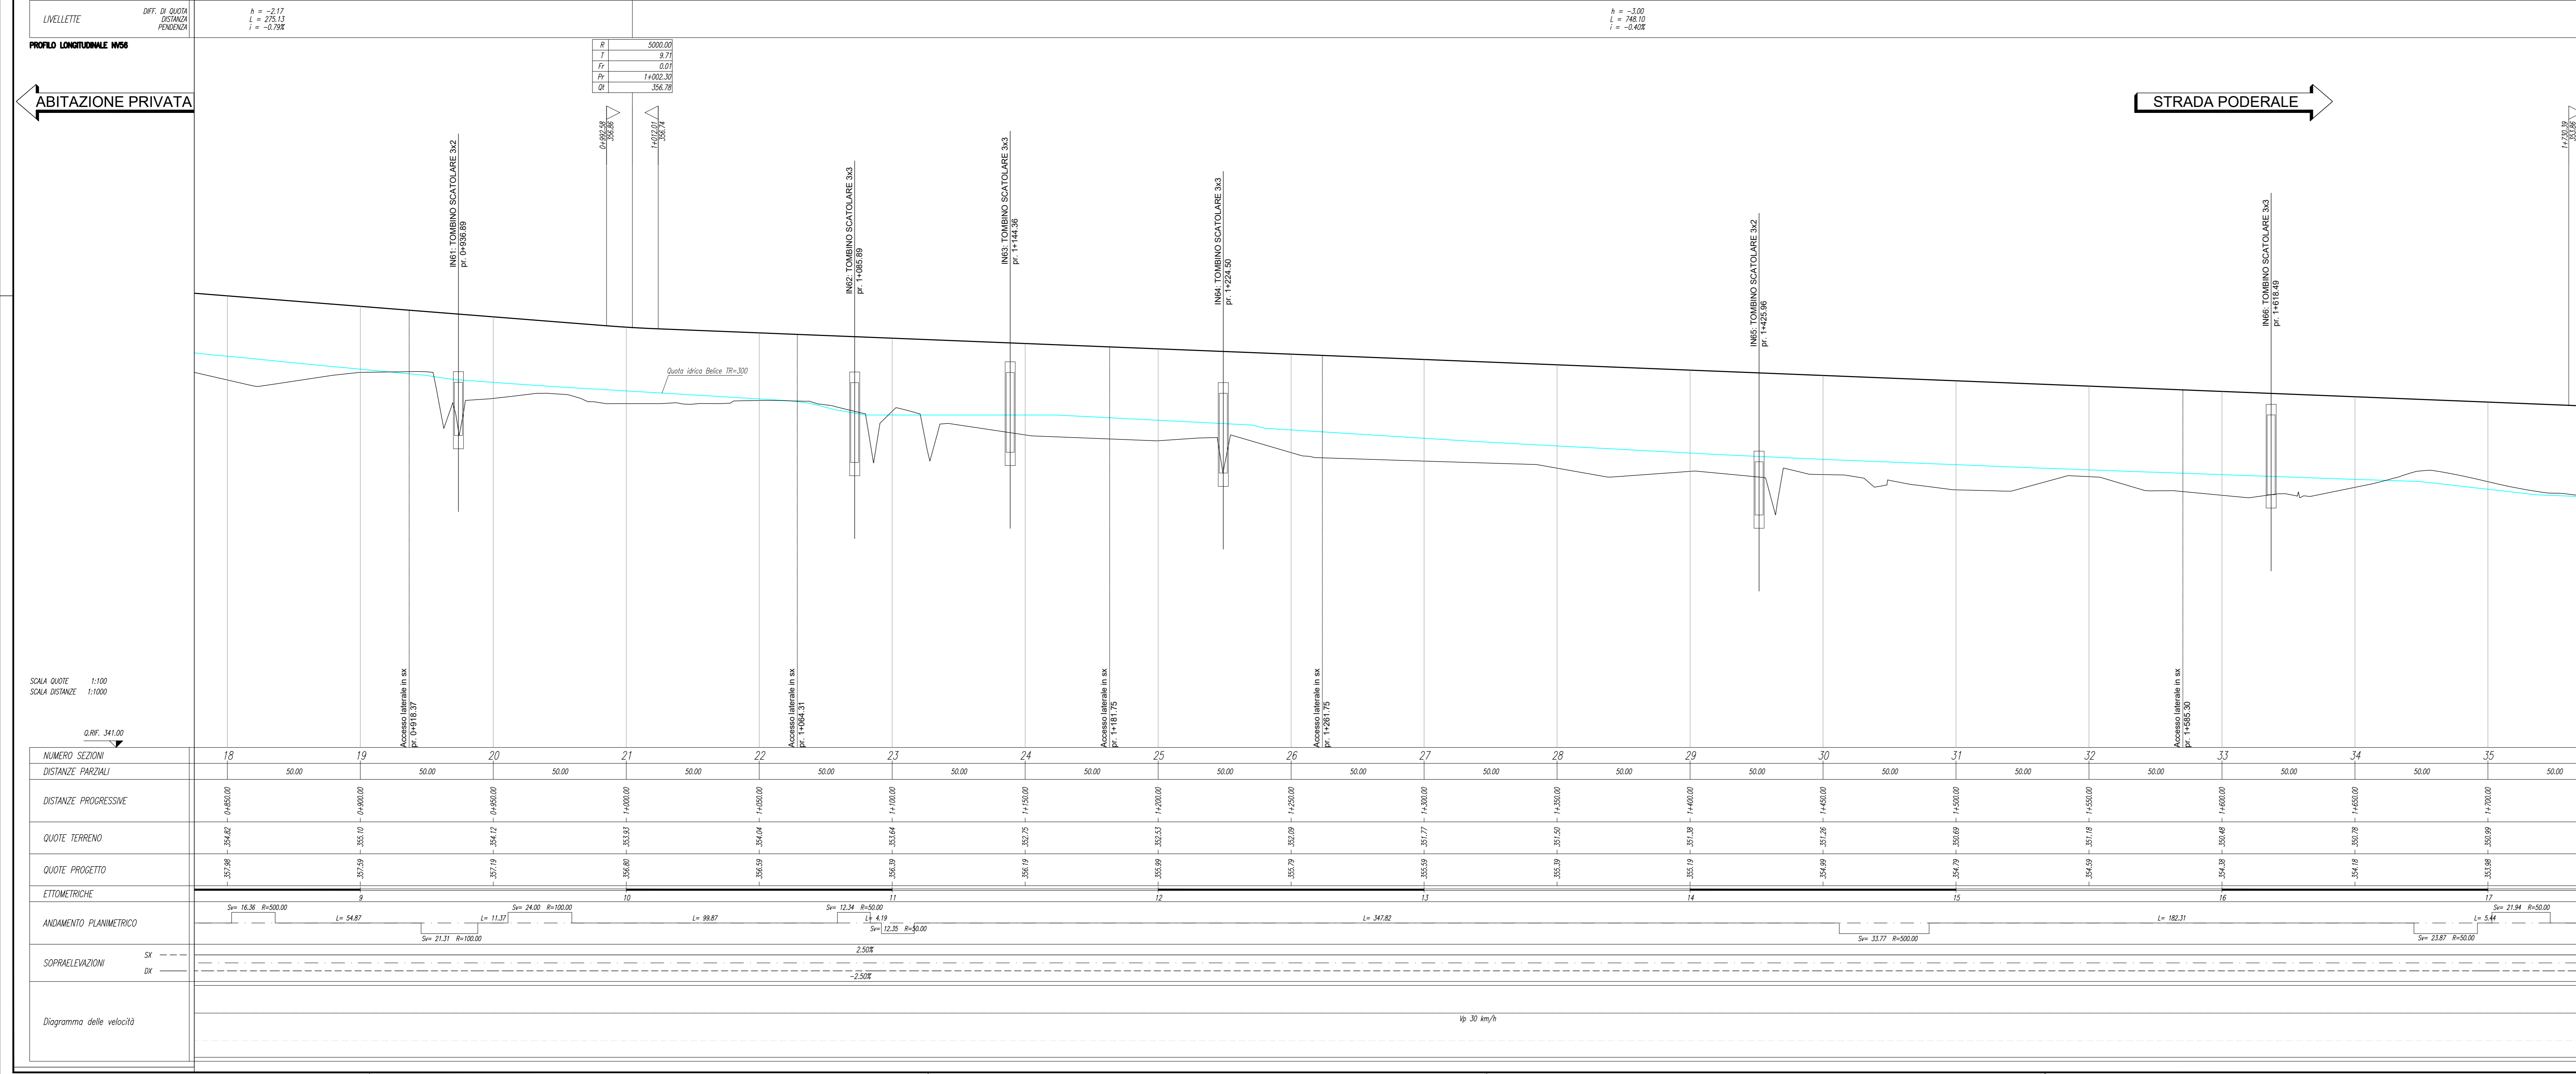 LIVELLETTE
DIFF. DI QUOTA
DISTANZA
PENDENZA
h = -2.17
L = 275.13
i = -0.79%
h = -3.00
L = 748.10
i = -0.40%
PROFILO LONGITUDINALE NV56
R 5000.00
T 9.71
Fr 0.01
Pr 1+002.30
Qt 356.78
ABITAZIONE PRIVATA
STRADA PODERALE
0+992.58
356.86
1+012.01
356.74
1+730.39
353.86
IN61: TOMBINO SCATOLARE 3x2
pr. 0+936.89
IN62: TOMBINO SCATOLARE 3x3
pr. 1+085.89
IN63: TOMBINO SCATOLARE 3x3
pr. 1+144.36
IN64: TOMBINO SCATOLARE 3x3
pr. 1+224.50
IN65: TOMBINO SCATOLARE 3x2
pr. 1+425.96
IN66: TOMBINO SCATOLARE 3x3
pr. 1+618.49
Quota idrica Belice TR=300
SCALA QUOTE 1:100
SCALA DISTANZE 1:1000
Q.RIF. 341.00
Accesso laterale in sx
pr. 0+918.37
Accesso laterale in sx
pr. 1+064.31
Accesso laterale in sx
pr. 1+181.75
Accesso laterale in sx
pr. 1+261.75
Accesso laterale in sx
pr. 1+585.30
NUMERO SEZIONI 18 19 20 21 22 23 24 25 26 27 28 29 30 31 32 33 34 35
DISTANZE PARZIALI 50.00 50.00 50.00 50.00 50.00 50.00 50.00 50.00 50.00 50.00 50.00 50.00 50.00 50.00 50.00 50.00 50.00 50.00
DISTANZE PROGRESSIVE 0+850.00 0+900.00 0+950.00 1+000.00 1+050.00 1+100.00 1+150.00 1+200.00 1+250.00 1+300.00 1+350.00 1+400.00 1+450.00 1+500.00 1+550.00 1+600.00 1+650.00 1+700.00
QUOTE TERRENO 354.82 355.10 354.12 353.93 354.04 353.64 352.75 352.53 352.09 351.77 351.50 351.38 351.26 350.69 351.18 350.48 350.78 350.99
QUOTE PROGETTO 357.98 357.59 357.19 356.80 356.59 356.39 356.19 355.99 355.79 355.59 355.39 355.19 354.99 354.79 354.59 354.38 354.18 353.98
ETTOMETRICHE 9 10 11 12 13 14 15 16 17
ANDAMENTO PLANIMETRICO
Sv= 16.36 R=500.00
L= 54.87
Sv= 21.31 R=100.00
L= 11.37
Sv= 24.00 R=100.00
L= 99.87
Sv= 12.34 R=50.00
L= 4.19
Sv= 12.35 R=50.00
L= 347.82
Sv= 33.77 R=500.00
L= 182.31
Sv= 23.87 R=50.00
L= 5.44
Sv= 21.94 R=50.00
SOPRAELEVAZIONI
SX
DX
2.50%
-2.50%
Diagramma delle velocità
Vp 30 km/h